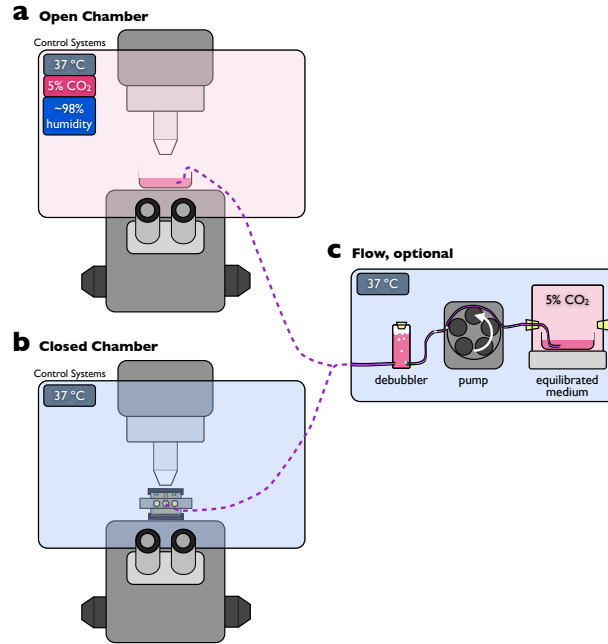 a Open Chamber
Control Systems
37 °C
5% CO₂
~98%
humidity
c Flow, optional
37 °C
5% CO₂
debubbler
pump
equilibrated
medium
b Closed Chamber
Control Systems
37 °C